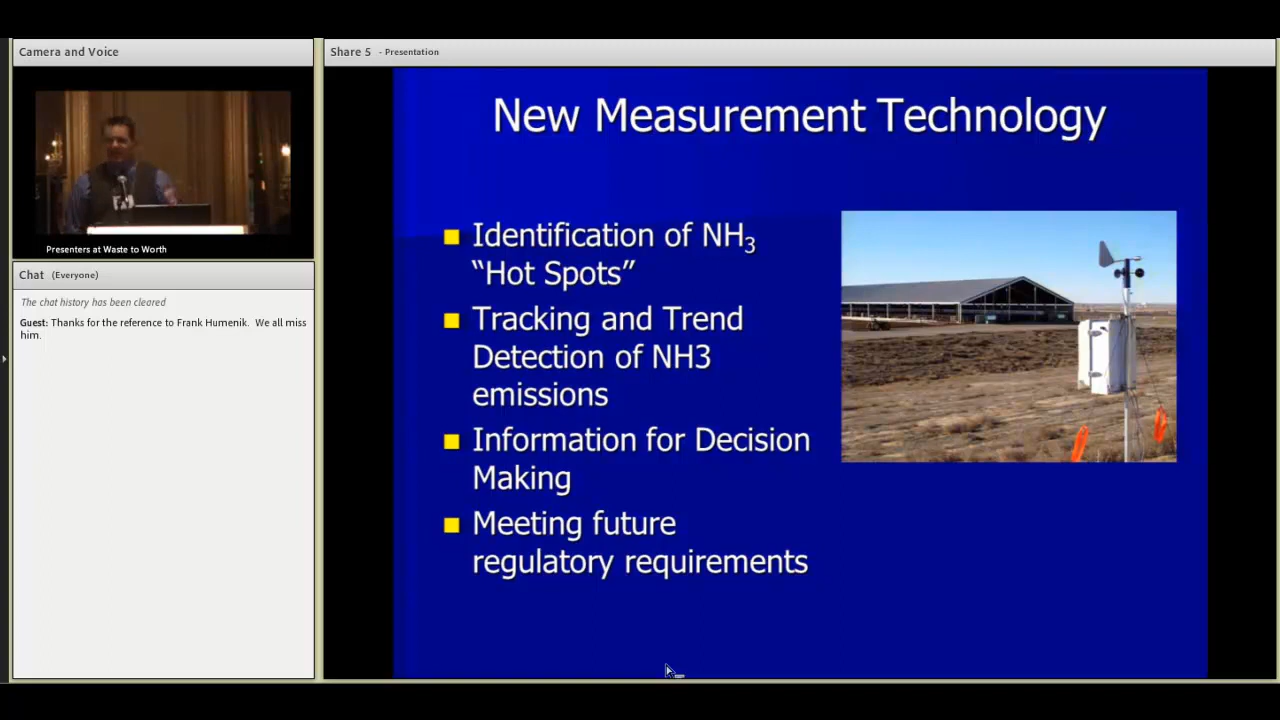 Camera and Voice
Presenters at Waste to Worth
Chat (Everyone)
The chat history has been cleared
Guest: Thanks for the reference to Frank Humenik. We all miss
him.
Share 5 - Presentation
New Measurement Technology
Identification of NH₃
“Hot Spots”
Tracking and Trend
Detection of NH3
emissions
Information for Decision
Making
Meeting future
regulatory requirements